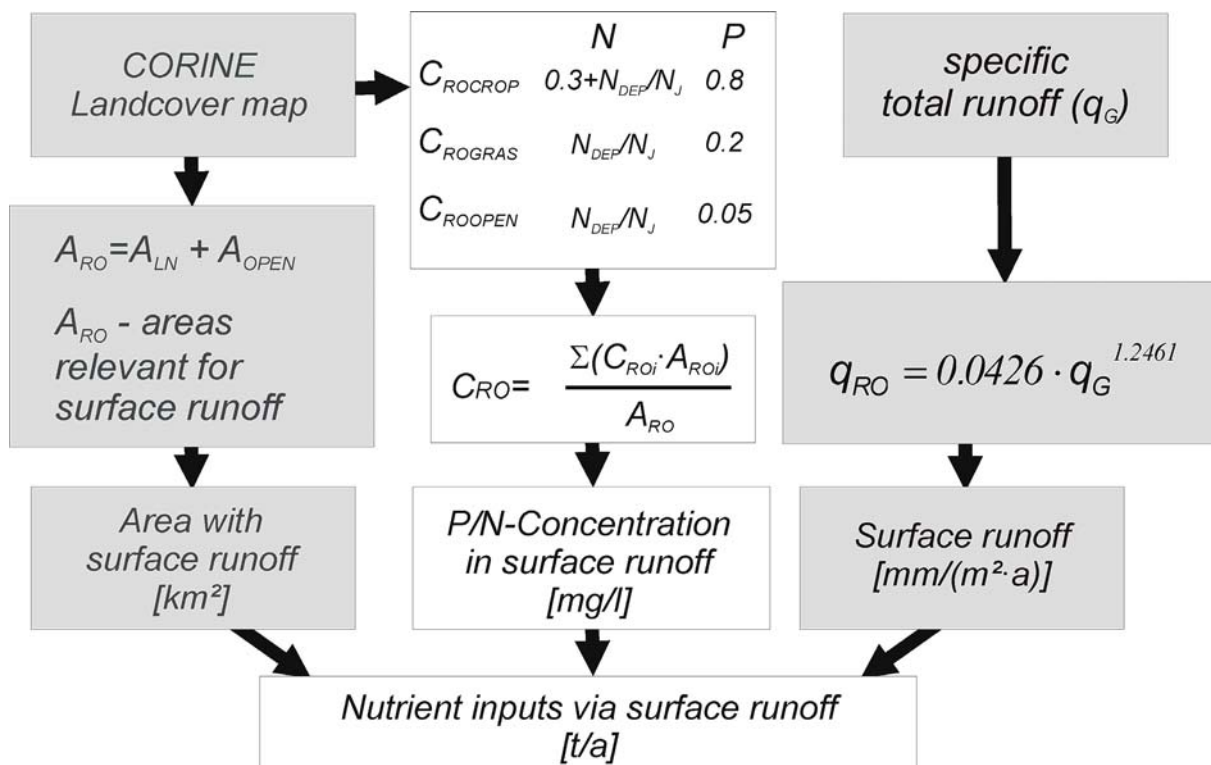 CORINE
Landcover map
N P
C_ROCROP 0.3+N_DEP/N_J 0.8
C_ROGRAS N_DEP/N_J 0.2
C_ROOPEN N_DEP/N_J 0.05
specific
total runoff (q_G)
A_RO=A_LN + A_OPEN
A_RO - areas
relevant for
surface runoff
C_RO= Σ(C_ROi·A_ROi)
A_RO
q_RO = 0.0426 · q_G^1.2461
Area with
surface runoff
[km²]
P/N-Concentration
in surface runoff
[mg/l]
Surface runoff
[mm/(m²·a)]
Nutrient inputs via surface runoff
[t/a]